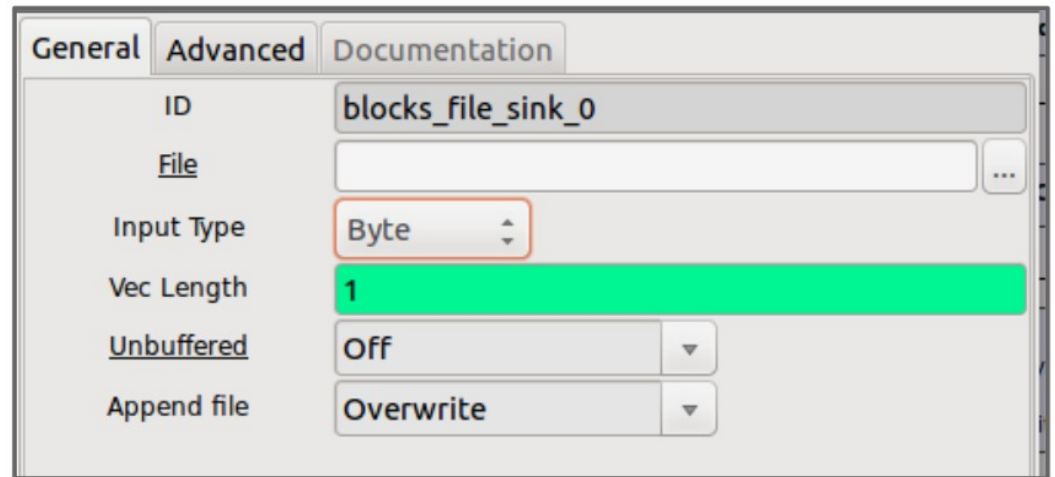 General Advanced Documentation
ID blocks_file_sink_0
File ...
Input Type Byte
Vec Length 1
Unbuffered Off
Append file Overwrite